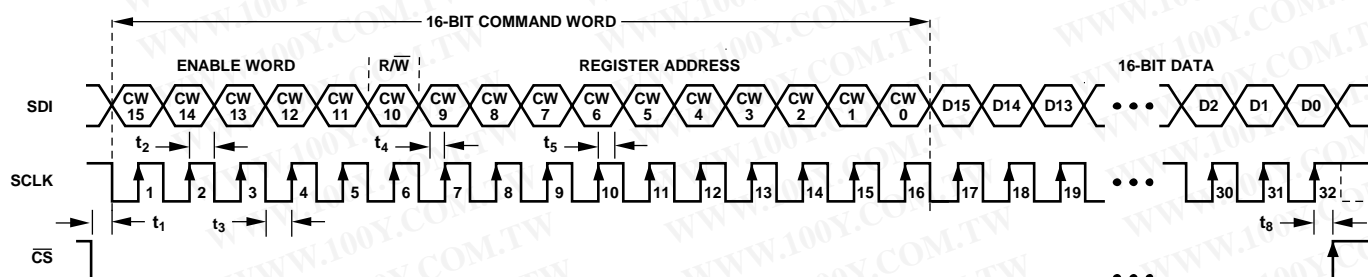 16-BIT COMMAND WORD
ENABLE WORD R/W̅ REGISTER ADDRESS 16-BIT DATA
SDI CW 15 CW 14 CW 13 CW 12 CW 11 CW 10 CW 9 CW 8 CW 7 CW 6 CW 5 CW 4 CW 3 CW 2 CW 1 CW 0 D15 D14 D13 ••• D2 D1 D0
t2 t4 t5
SCLK 1 2 3 4 5 6 7 8 9 10 11 12 13 14 15 16 17 18 19 ••• 30 31 32
t1 t3 t8
C̅S̅
WWW.100Y.COM.TW